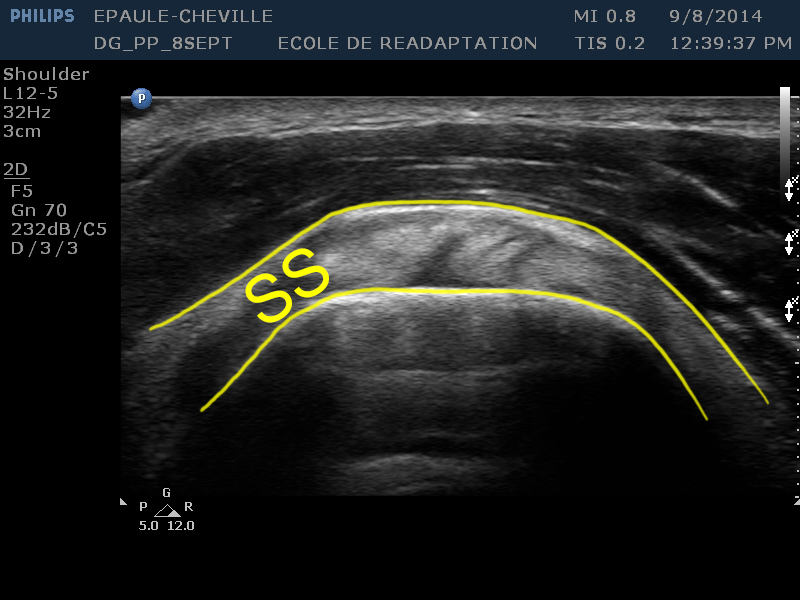 PHILIPS EPAULE-CHEVILLE MI 0.8 9/8/2014
DG_PP_8SEPT ECOLE DE READAPTATION TIS 0.2 12:39:37 PM
Shoulder
L12-5
32Hz
3cm
2D
F5
Gn 70
232dB/C5
D/3/3
P
SS
G
P R
5.0 12.0